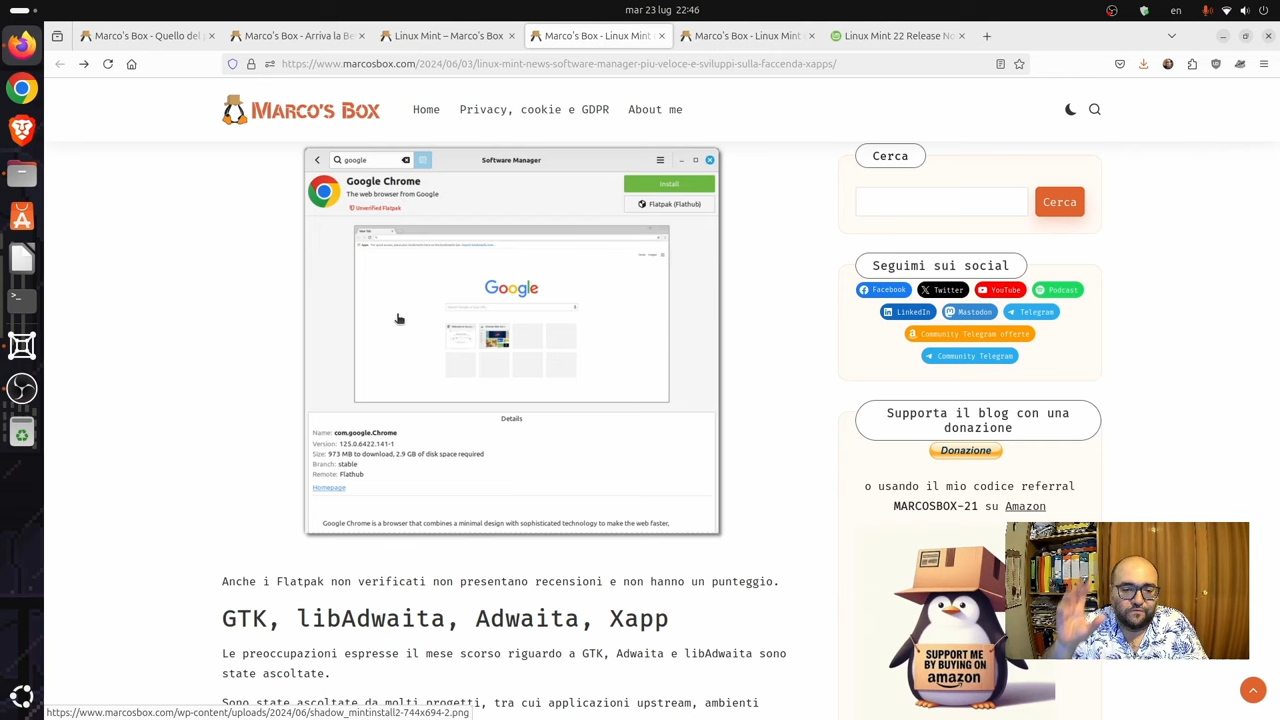 mar 23 lug 22:46
en
Marco's Box - Quello del p
Marco's Box - Arriva la Be
Linux Mint – Marco's Box
Marco's Box - Linux Mint
Marco's Box - Linux Mint
Linux Mint 22 Release No
https://www.marcosbox.com/2024/06/03/linux-mint-news-software-manager-piu-veloce-e-sviluppi-sulla-faccenda-xapps/
MARCO'S BOX
Home
Privacy, cookie e GDPR
About me
google
Software Manager
Google Chrome
The web browser from Google
Unverified Flatpak
Install
Flatpak (Flathub)
Google
Details
Name: com.google.Chrome
Version: 125.0.6422.141-1
Size: 973 MB to download, 2.9 GB of disk space required
Branch: stable
Remote: Flathub
Homepage
Google Chrome is a browser that combines a minimal design with sophisticated technology to make the web faster,
Anche i Flatpak non verificati non presentano recensioni e non hanno un punteggio.
GTK, libAdwaita, Adwaita, Xapp
Le preoccupazioni espresse il mese scorso riguardo a GTK, Adwaita e libAdwaita sono
state ascoltate.
Sono state ascoltate da molti progetti, tra cui applicazioni upstream, ambienti
Cerca
Cerca
Seguimi sui social
Facebook
Twitter
YouTube
Podcast
LinkedIn
Mastodon
Telegram
Community Telegram offerte
Community Telegram
Supporta il blog con una
donazione
Donazione
o usando il mio codice referral
MARCOSBOX-21 su Amazon
SUPPORT ME
BY BUYING ON
amazon
https://www.marcosbox.com/wp-content/uploads/2024/06/shadow_mintinstall2-744x694-2.png